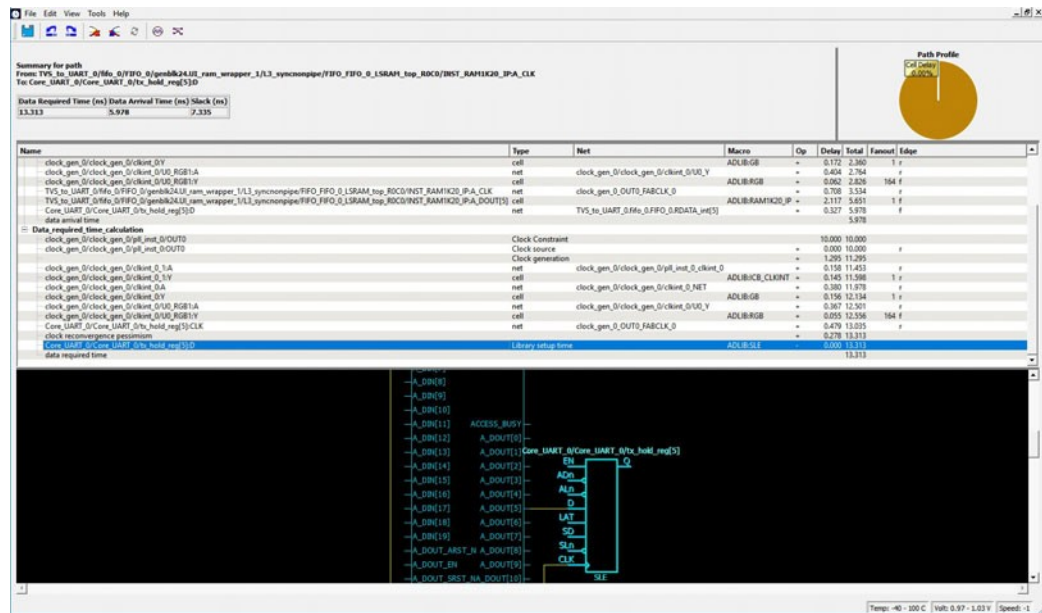 File Edit View Tools Help
Summary for path
From: TVS_to_UART_0/fifo_0/FIFO_0/genblk24.UI_ram_wrapper_1/L3_syncnonpipe/FIFO_FIFO_0_LSRAM_top_R0C0/INST_RAM1K20_IP:A_CLK
To: Core_UART_0/Core_UART_0/tx_hold_reg[5]:D
Data Required Time (ns) Data Arrival Time (ns) Slack (ns)
13.313 5.978 7.335
Path Profile
Cell Delay
0.00%
Name Type Net Macro Op Delay Total Fanout Edge
clock_gen_0/clock_gen_0/clkint_0:Y cell ADLIB:GB + 0.172 2.360 1 r
clock_gen_0/clock_gen_0/clkint_0/U0_RGB1:A net clock_gen_0/clock_gen_0/clkint_0/U0_Y + 0.404 2.764 r
clock_gen_0/clock_gen_0/clkint_0/U0_RGB1:Y cell ADLIB:RGB + 0.062 2.826 164 f
TVS_to_UART_0/fifo_0/FIFO_0/genblk24.UI_ram_wrapper_1/L3_syncnonpipe/FIFO_FIFO_0_LSRAM_top_R0C0/INST_RAM1K20_IP:A_CLK net clock_gen_0_OUT0_FABCLK_0 + 0.708 3.534 r
TVS_to_UART_0/fifo_0/FIFO_0/genblk24.UI_ram_wrapper_1/L3_syncnonpipe/FIFO_FIFO_0_LSRAM_top_R0C0/INST_RAM1K20_IP:A_DOUT[5] cell ADLIB:RAM1K20_IP + 2.117 5.651 1 f
Core_UART_0/Core_UART_0/tx_hold_reg[5]:D net TVS_to_UART_0.fifo_0.FIFO_0.RDATA_int[5] + 0.327 5.978 f
data arrival time 5.978
Data_required_time_calculation
clock_gen_0/clock_gen_0/pll_inst_0/OUT0 Clock Constraint 10.000 10.000
clock_gen_0/clock_gen_0/pll_inst_0:OUT0 Clock source + 0.000 10.000 r
Clock generation + 1.295 11.295
clock_gen_0/clock_gen_0/clkint_0_1:A net clock_gen_0/clock_gen_0/pll_inst_0_clkint_0 + 0.158 11.453 r
clock_gen_0/clock_gen_0/clkint_0_1:Y cell ADLIB:ICB_CLKINT + 0.145 11.598 1 r
clock_gen_0/clock_gen_0/clkint_0:A net clock_gen_0/clock_gen_0/clkint_0_NET + 0.380 11.978 r
clock_gen_0/clock_gen_0/clkint_0:Y cell ADLIB:GB + 0.156 12.134 1 r
clock_gen_0/clock_gen_0/clkint_0/U0_RGB1:A net clock_gen_0/clock_gen_0/clkint_0/U0_Y + 0.367 12.501 r
clock_gen_0/clock_gen_0/clkint_0/U0_RGB1:Y cell ADLIB:RGB + 0.055 12.556 164 f
Core_UART_0/Core_UART_0/tx_hold_reg[5]:CLK net clock_gen_0_OUT0_FABCLK_0 + 0.479 13.035 r
clock reconvergence pessimism + 0.278 13.313
Core_UART_0/Core_UART_0/tx_hold_reg[5]:D Library setup time ADLIB:SLE - 0.000 13.313
data required time 13.313
A_DIN[8]
A_DIN[9]
A_DIN[10]
A_DIN[11] ACCESS_BUSY
A_DIN[12] A_DOUT[0]
A_DIN[13] A_DOUT[1] Core_UART_0/Core_UART_0/tx_hold_reg[5]
A_DIN[14] A_DOUT[2] EN Q
A_DIN[15] A_DOUT[3] ADn
A_DIN[16] A_DOUT[4] ALn
A_DIN[17] A_DOUT[5] D
A_DIN[18] A_DOUT[6] LAT
A_DIN[19] A_DOUT[7] SD
A_DOUT_ARST_N A_DOUT[8] SLn
A_DOUT_EN A_DOUT[9] CLK
A_DOUT_SRST_N A_DOUT[10] SLE
Temp: -40 - 100 C Volt: 0.97 - 1.03 V Speed: -1